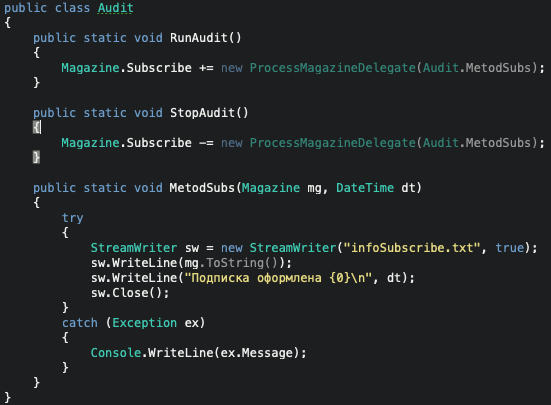 public class Audit
{
    public static void RunAudit()
    {
        Magazine.Subscribe += new ProcessMagazineDelegate(Audit.MetodSubs);
    }

    public static void StopAudit()
    {
        Magazine.Subscribe -= new ProcessMagazineDelegate(Audit.MetodSubs);
    }

    public static void MetodSubs(Magazine mg, DateTime dt)
    {
        try
        {
            StreamWriter sw = new StreamWriter("infoSubscribe.txt", true);
            sw.WriteLine(mg.ToString());
            sw.WriteLine("Подписка оформлена {0}\n", dt);
            sw.Close();
        }
        catch (Exception ex)
        {
            Console.WriteLine(ex.Message);
        }
    }
}